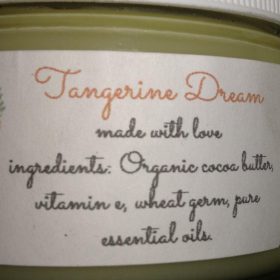 Tangerine Dream
made with love
ingredients: Organic cocoa butter,
vitamin e, wheat germ, pure
essential oils.